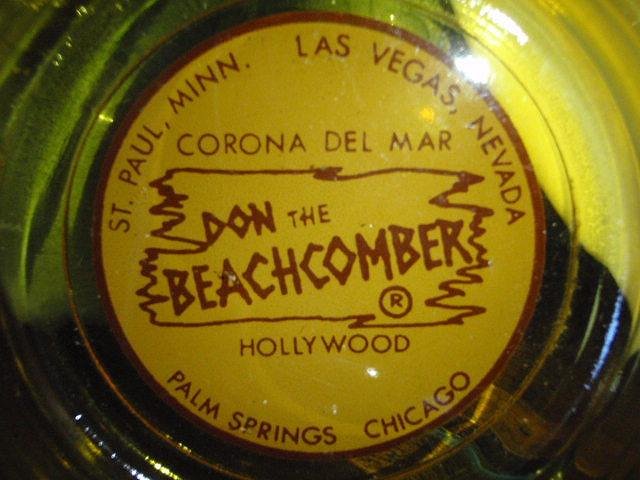 ST. PAUL, MINN. LAS VEGAS, NEVADA
CORONA DEL MAR
DON THE
BEACHCOMBER
®
HOLLYWOOD
PALM SPRINGS CHICAGO